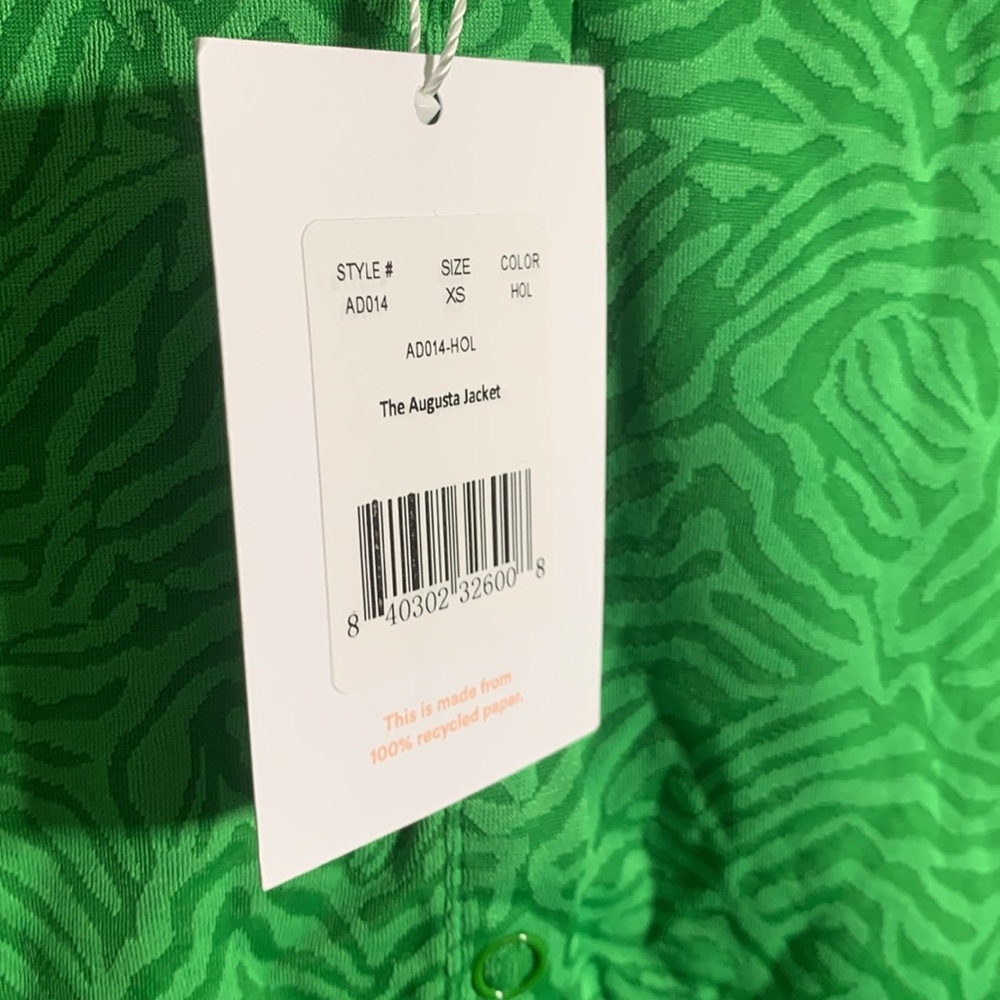 STYLE # SIZE COLOR
AD014 XS HOL
AD014-HOL
The Augusta Jacket
8 40302 32600 8
This is made from
100% recycled paper.